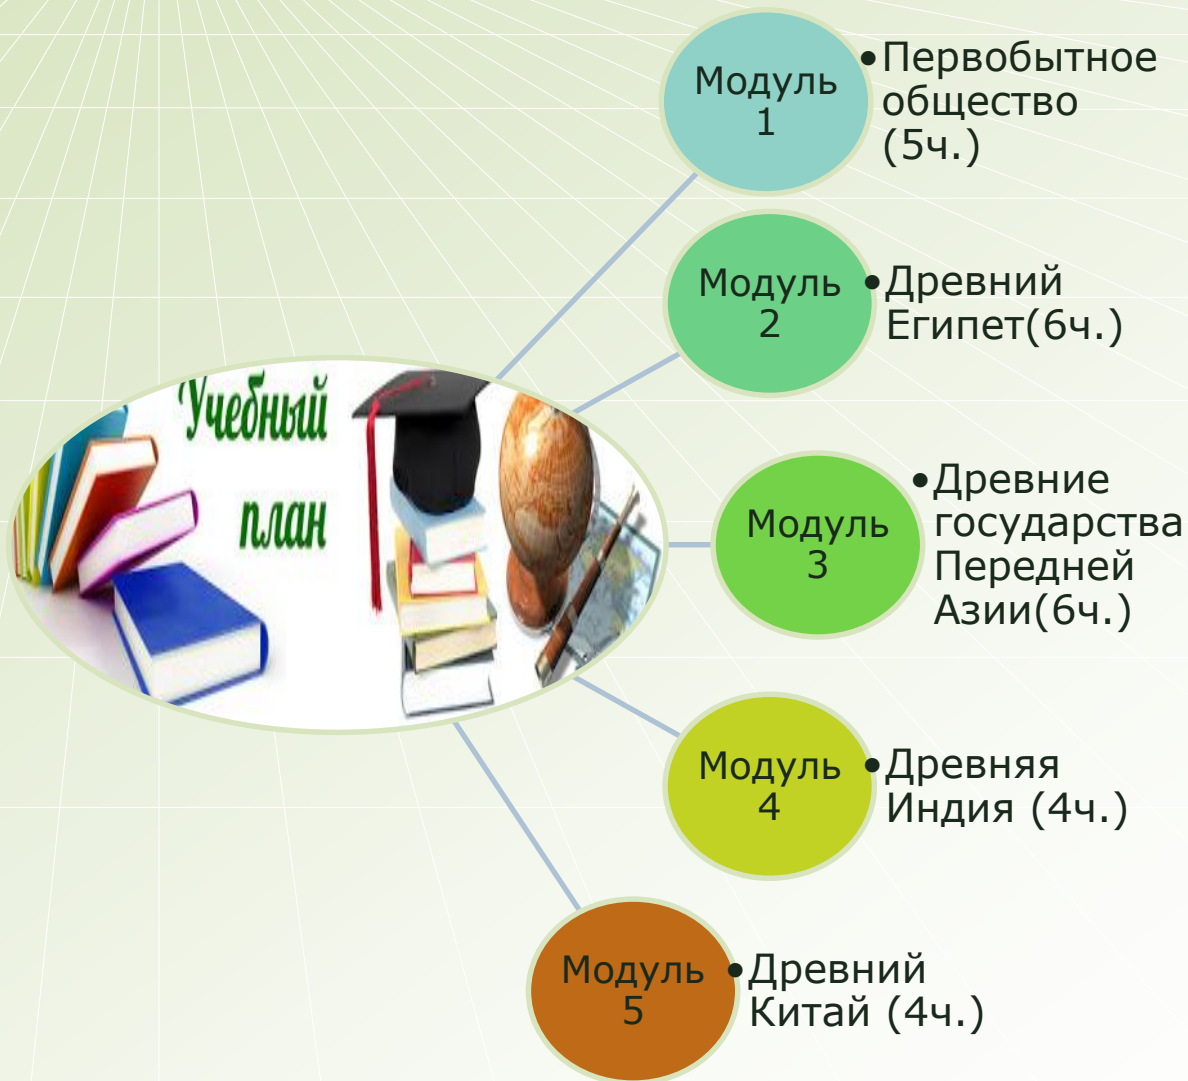 Модуль
1
•Первобытное
общество
(5ч.)
Модуль
2
•Древний
Египет(6ч.)
Учебный
план
Модуль
3
•Древние
государства
Передней
Азии(6ч.)
Модуль
4
•Древняя
Индия (4ч.)
Модуль
5
•Древний
Китай (4ч.)